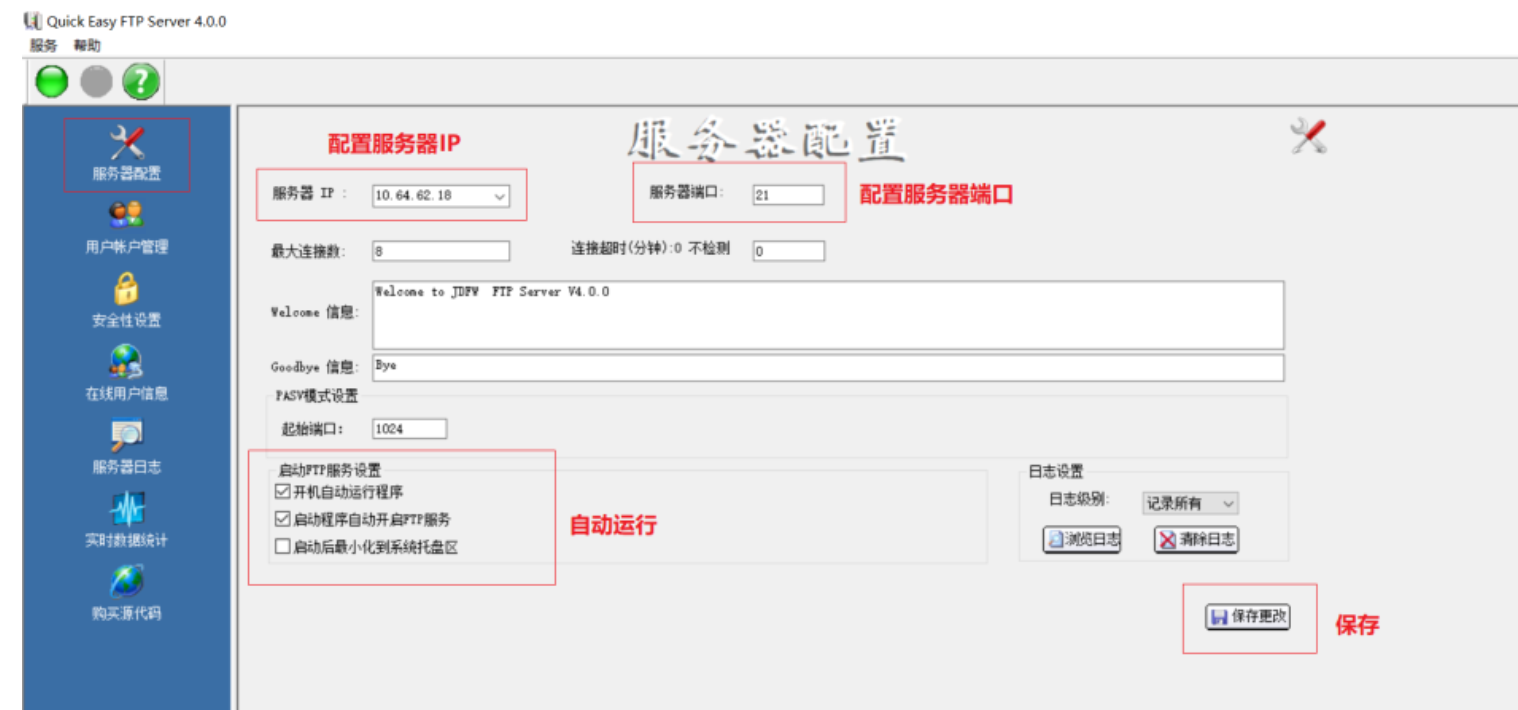 Quick Easy FTP Server 4.0.0
服务 帮助
服务器配置
用户帐户管理
安全性设置
在线用户信息
服务器日志
实时数据统计
购买源代码
配置服务器IP
服务器配置
服务器 IP : 10.64.62.18
服务器端口: 21
配置服务器端口
最大连接数: 8
连接超时(分钟):0 不检测 0
Welcome 信息: Welcome to JDFW FTP Server V4.0.0
Goodbye 信息: Bye
PASV模式设置
起始端口: 1024
启动FTP服务设置
开机自动运行程序
启动程序自动开启FTP服务
启动后最小化到系统托盘区
自动运行
日志设置
日志级别: 记录所有
浏览日志 清除日志
保存更改
保存